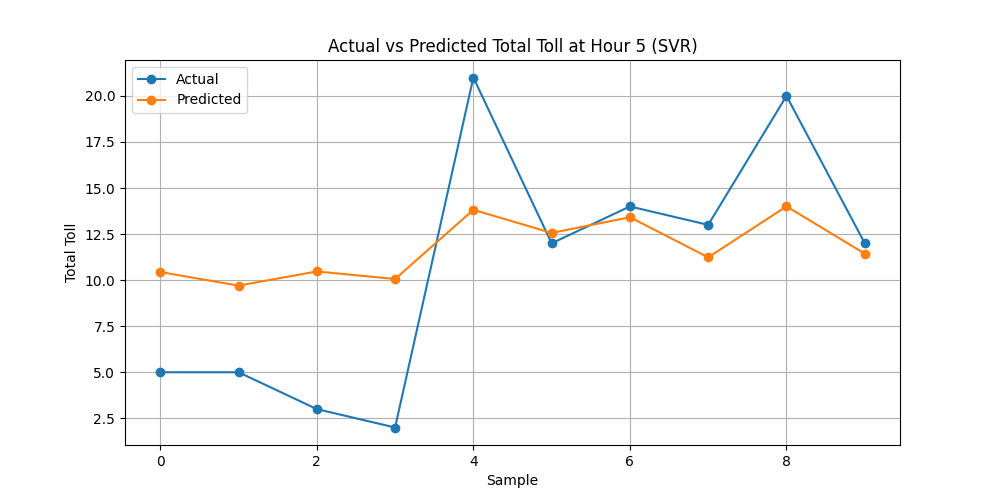 Actual vs Predicted Total Toll at Hour 5 (SVR)
Actual
Predicted
20.0
17.5
15.0
12.5
10.0
7.5
5.0
2.5
Total Toll
0 2 4 6 8
Sample